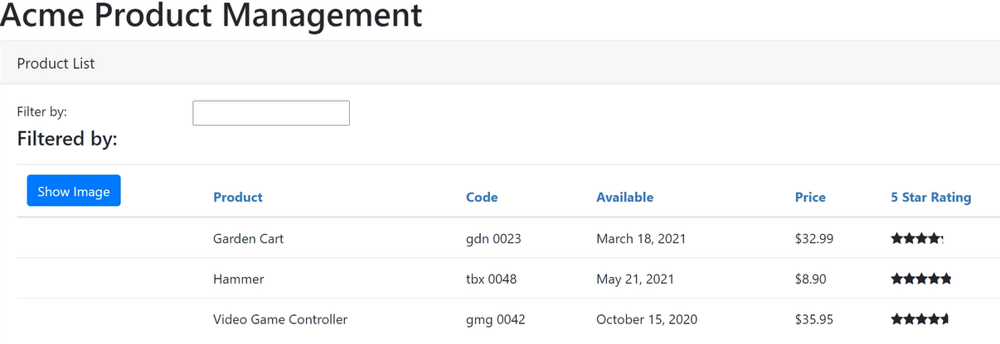 Acme Product Management
Product List
Filter by:
Filtered by:
Show Image Product Code Available Price 5 Star Rating
Garden Cart gdn 0023 March 18, 2021 $32.99
Hammer tbx 0048 May 21, 2021 $8.90
Video Game Controller gmg 0042 October 15, 2020 $35.95